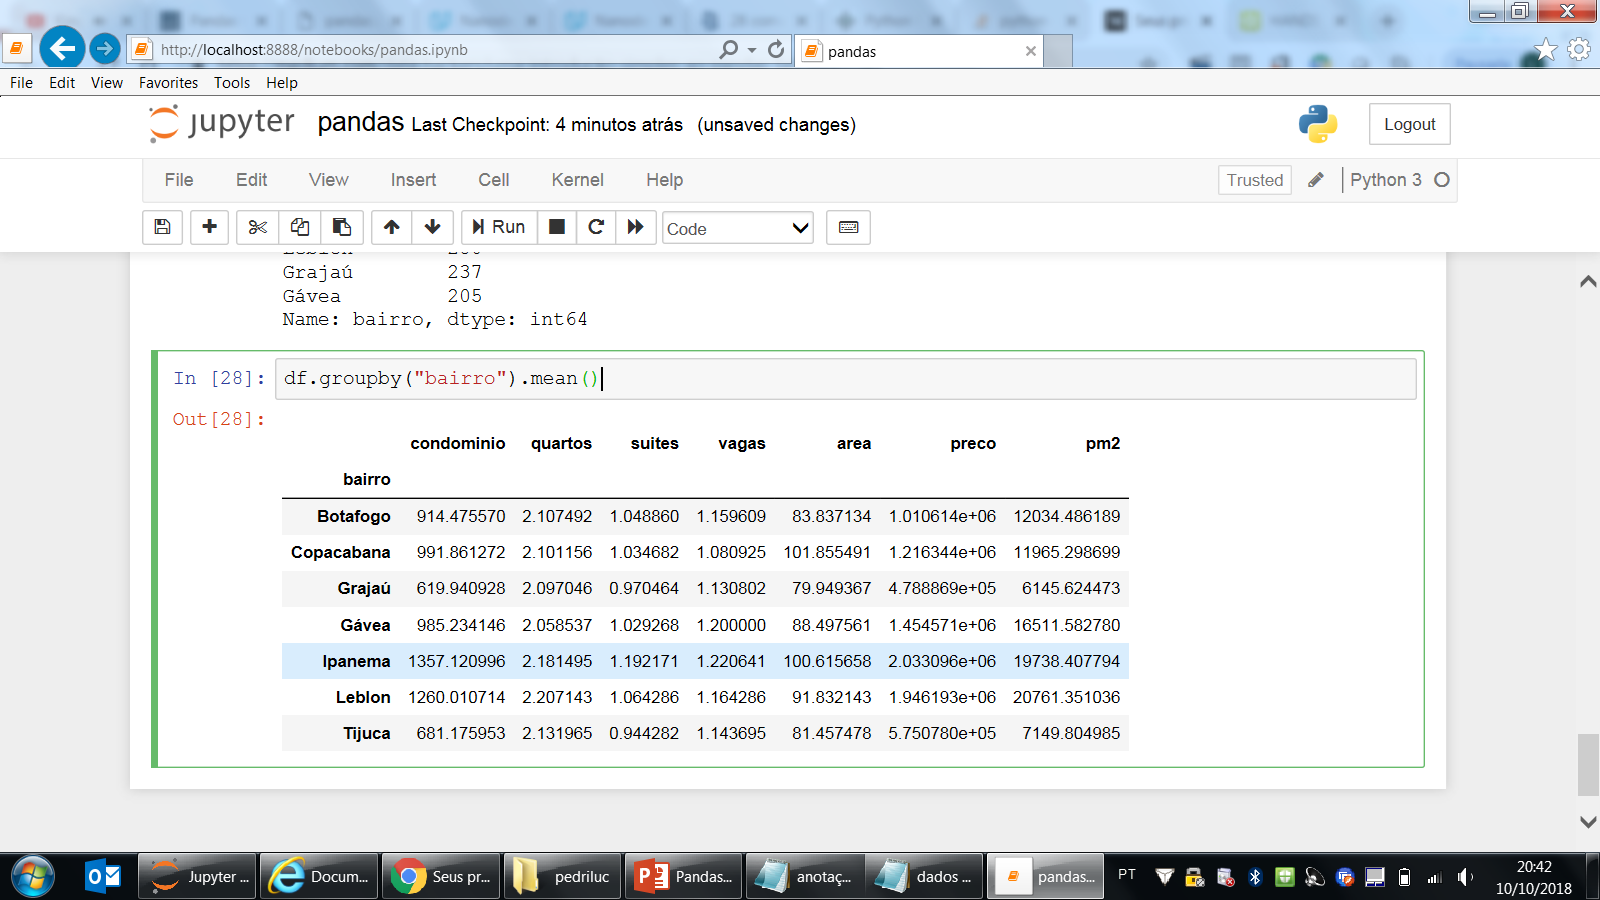 http://localhost:8888/notebooks/pandas.ipynb
pandas
File Edit View Favorites Tools Help
jupyter pandas Last Checkpoint: 4 minutos atrás (unsaved changes)
Logout
File Edit View Insert Cell Kernel Help
Trusted Python 3
Run Code
Grajaú 237
Gávea 205
Name: bairro, dtype: int64
In [28]: df.groupby("bairro").mean()
Out[28]:
condominio quartos suites vagas area preco pm2
bairro
Botafogo 914.475570 2.107492 1.048860 1.159609 83.837134 1.010614e+06 12034.486189
Copacabana 991.861272 2.101156 1.034682 1.080925 101.855491 1.216344e+06 11965.298699
Grajaú 619.940928 2.097046 0.970464 1.130802 79.949367 4.788869e+05 6145.624473
Gávea 985.234146 2.058537 1.029268 1.200000 88.497561 1.454571e+06 16511.582780
Ipanema 1357.120996 2.181495 1.192171 1.220641 100.615658 2.033096e+06 19738.407794
Leblon 1260.010714 2.207143 1.064286 1.164286 91.832143 1.946193e+06 20761.351036
Tijuca 681.175953 2.131965 0.944282 1.143695 81.457478 5.750780e+05 7149.804985
Jupyter ... Docum... Seus pr... pedriluc Pandas... anotaç... dados ... pandas... PT 20:42
10/10/2018